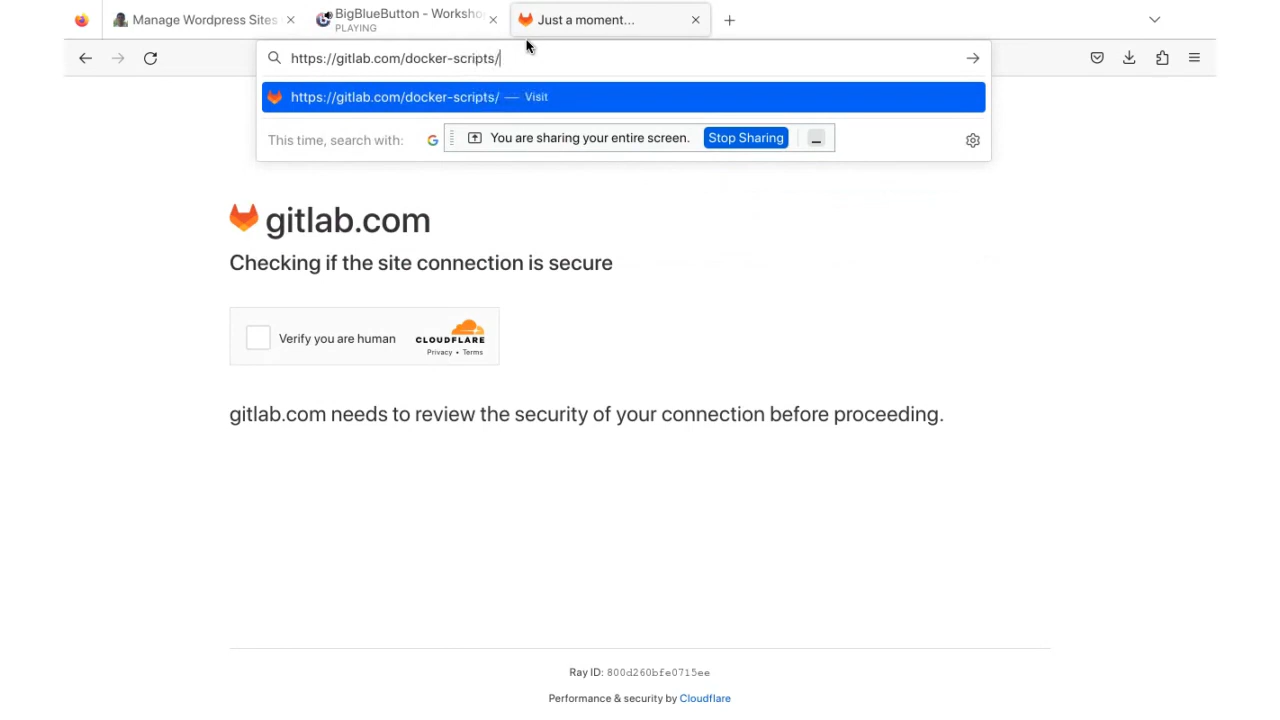 Manage Wordpress Sites
BigBlueButton - Workshop
PLAYING
Just a moment...
https://gitlab.com/docker-scripts/
https://gitlab.com/docker-scripts/ — Visit
This time, search with:
You are sharing your entire screen.
Stop Sharing
gitlab.com
Checking if the site connection is secure
Verify you are human
CLOUDFLARE
Privacy • Terms
gitlab.com needs to review the security of your connection before proceeding.
Ray ID: 800d260bfe0715ee
Performance & security by Cloudflare